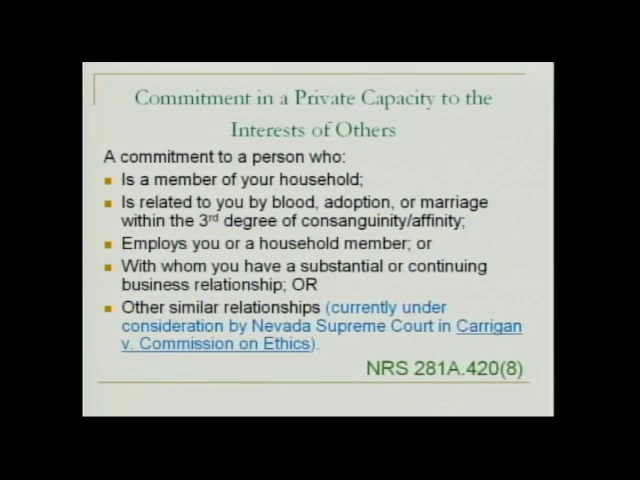 Commitment in a Private Capacity to the
Interests of Others
A commitment to a person who:
Is a member of your household;
Is related to you by blood, adoption, or marriage
within the 3rd degree of consanguinity/affinity;
Employs you or a household member; or
With whom you have a substantial or continuing
business relationship; OR
Other similar relationships (currently under
consideration by Nevada Supreme Court in Carrigan
v. Commission on Ethics).
NRS 281A.420(8)